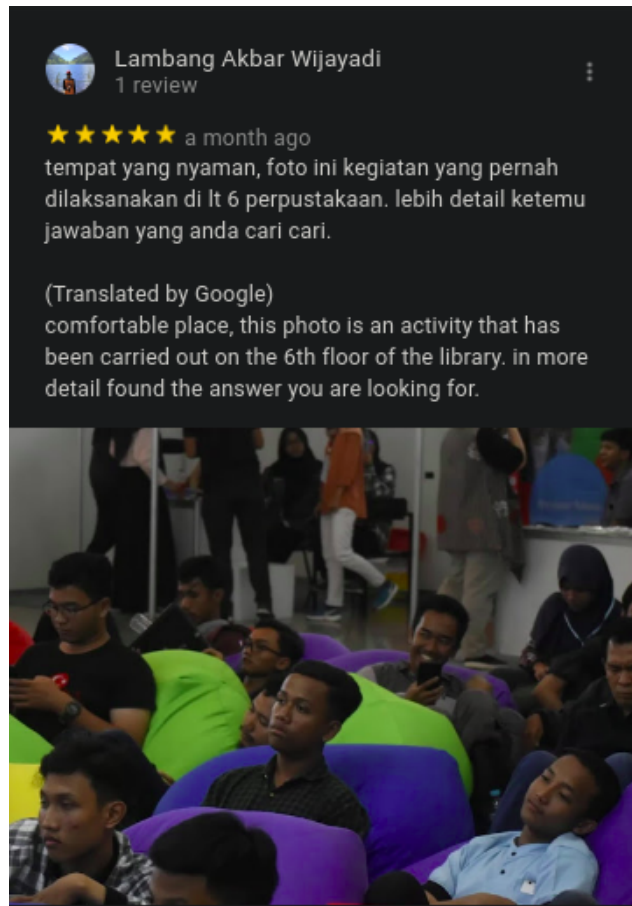 Lambang Akbar Wijayadi
1 review
a month ago
tempat yang nyaman, foto ini kegiatan yang pernah
dilaksanakan di lt 6 perpustakaan. lebih detail ketemu
jawaban yang anda cari cari.
(Translated by Google)
comfortable place, this photo is an activity that has
been carried out on the 6th floor of the library. in more
detail found the answer you are looking for.